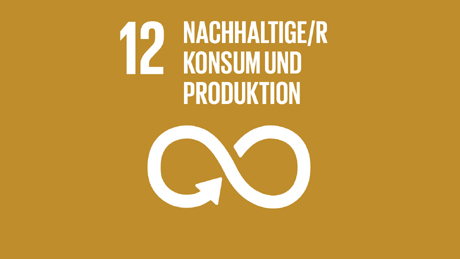 12 NACHHALTIGE/R
KONSUM UND
PRODUKTION